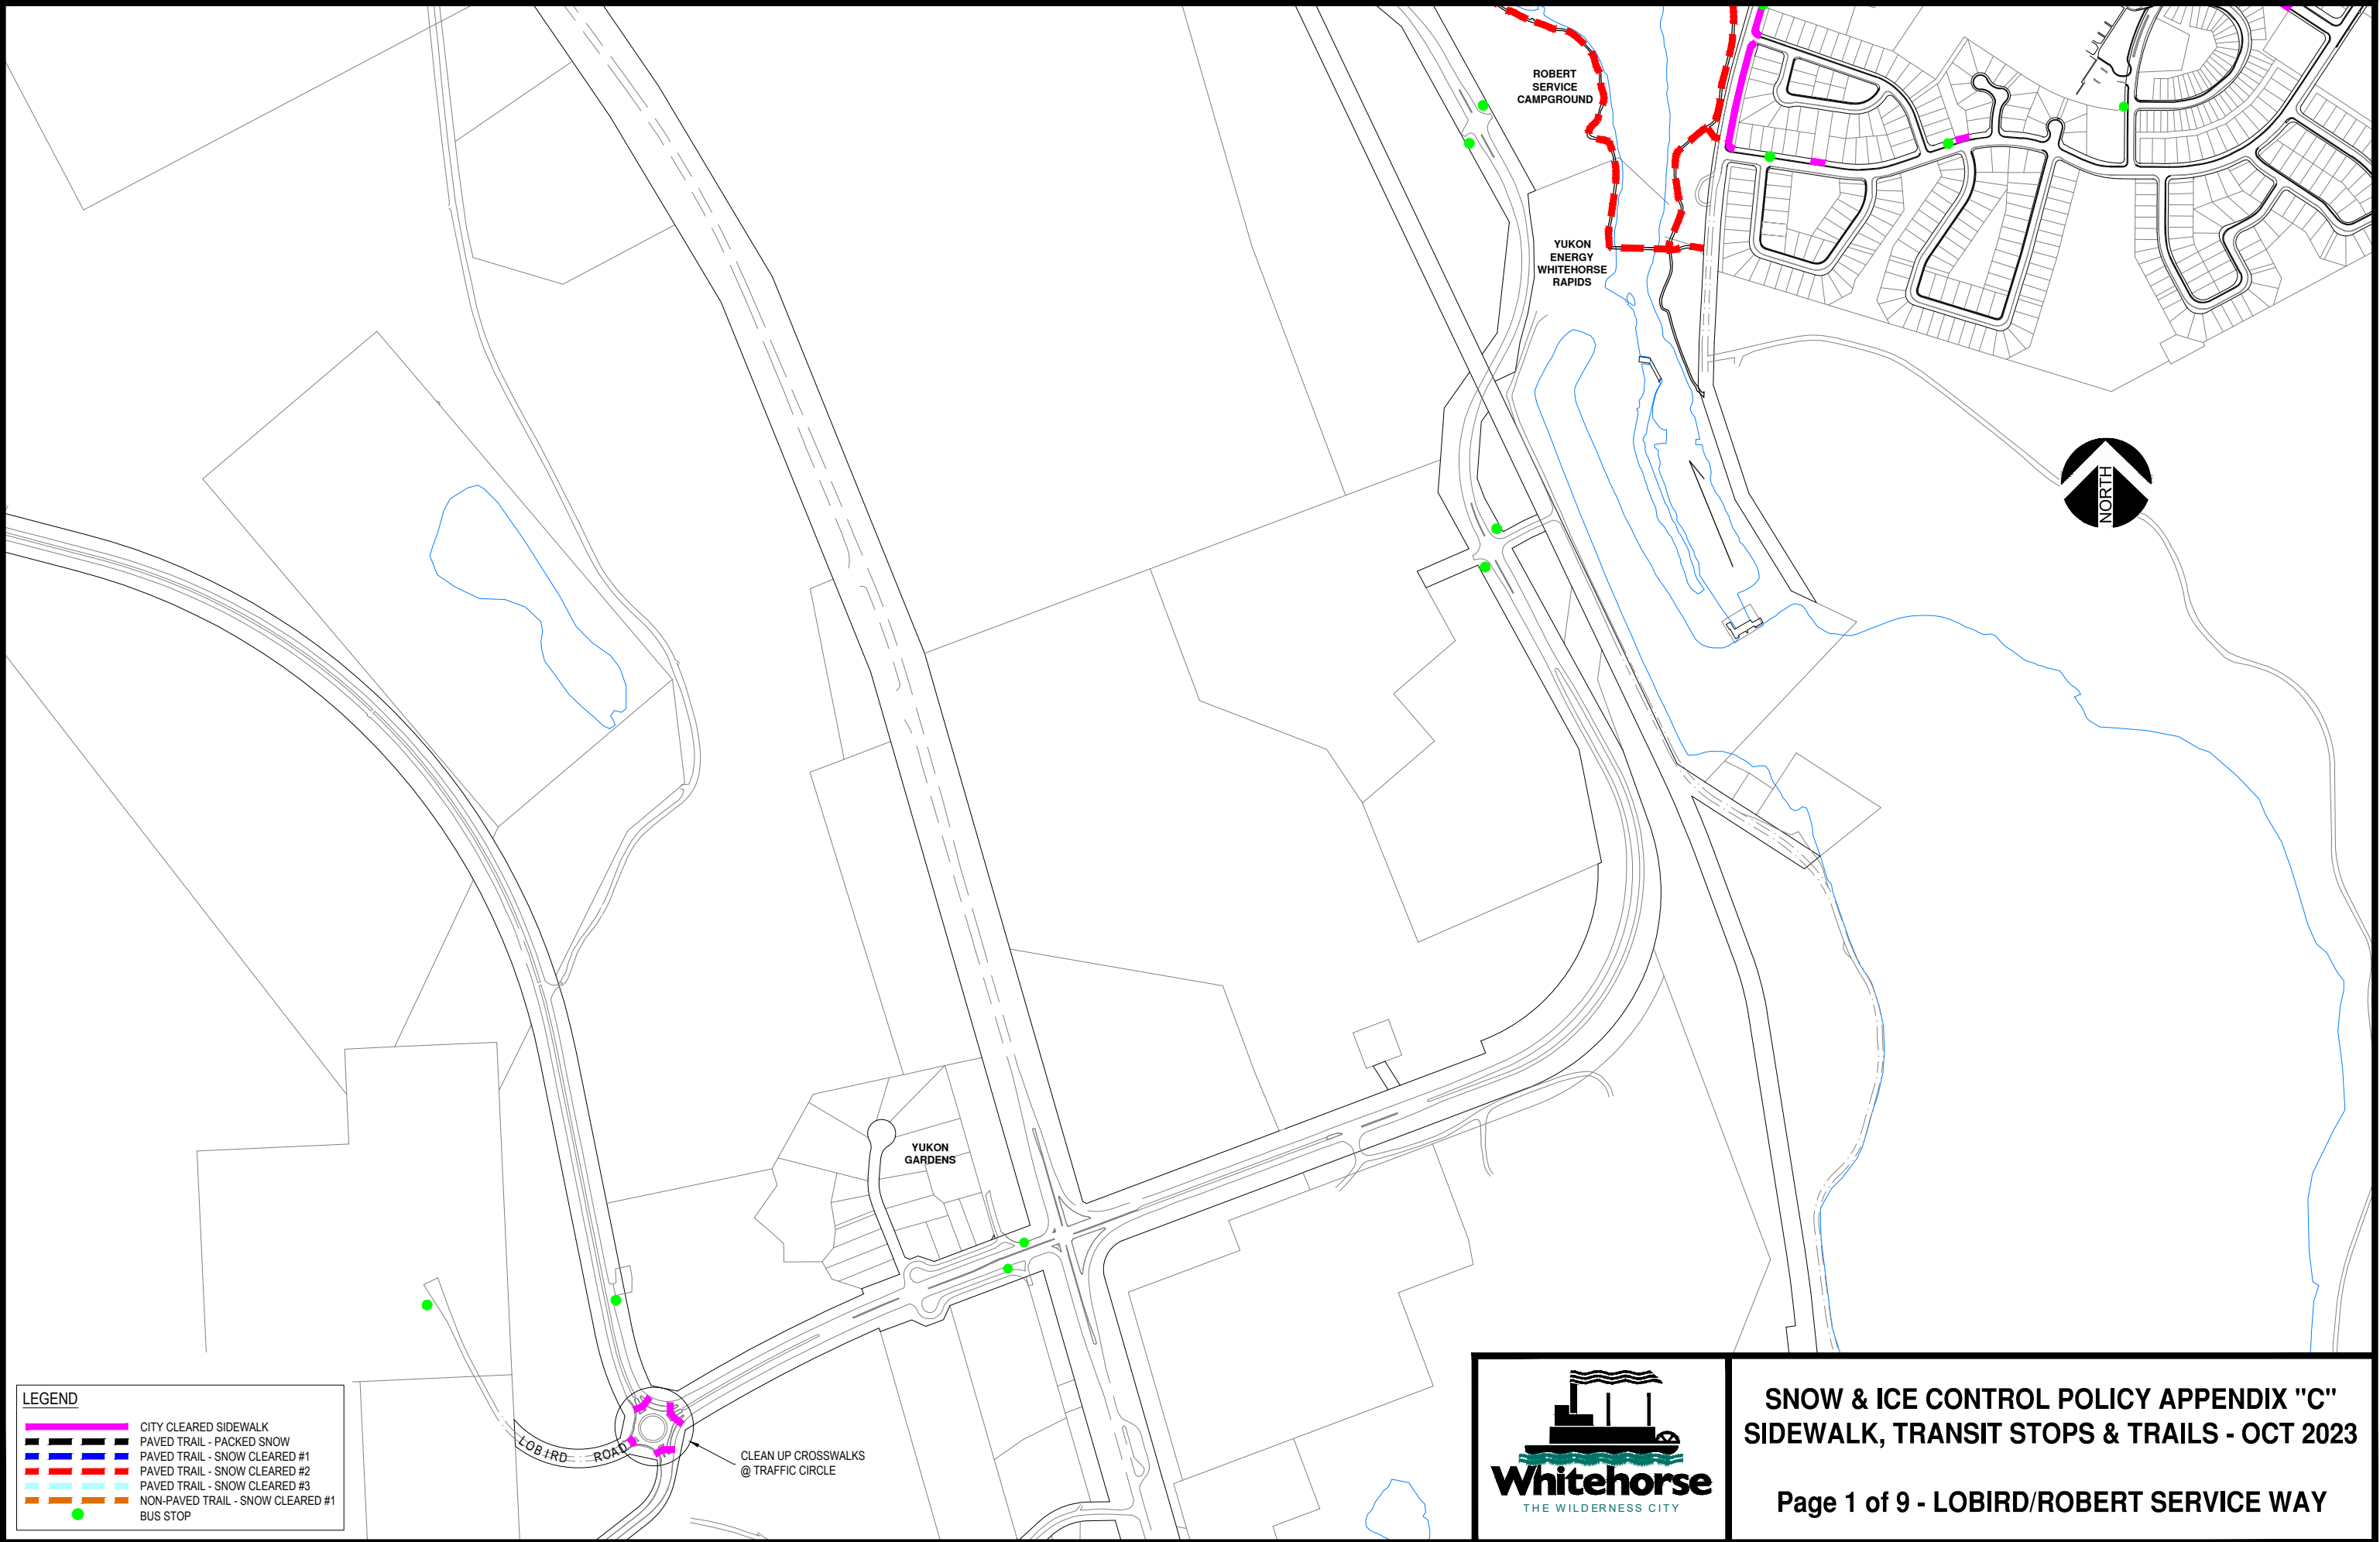 ROBERT
SERVICE
CAMPGROUND
YUKON
ENERGY
WHITEHORSE
RAPIDS
NORTH
YUKON
GARDENS
LOBIRD ROAD
CLEAN UP CROSSWALKS
@ TRAFFIC CIRCLE
LEGEND
CITY CLEARED SIDEWALK
PAVED TRAIL - PACKED SNOW
PAVED TRAIL - SNOW CLEARED #1
PAVED TRAIL - SNOW CLEARED #2
PAVED TRAIL - SNOW CLEARED #3
NON-PAVED TRAIL - SNOW CLEARED #1
BUS STOP
Whitehorse
THE WILDERNESS CITY
SNOW & ICE CONTROL POLICY APPENDIX "C"
SIDEWALK, TRANSIT STOPS & TRAILS - OCT 2023
Page 1 of 9 - LOBIRD/ROBERT SERVICE WAY